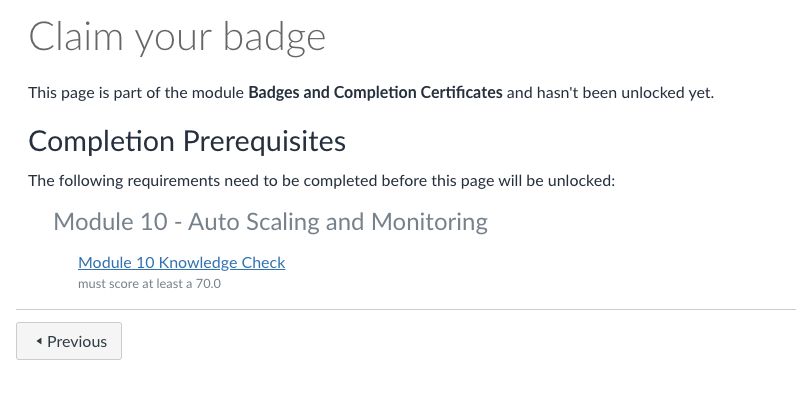 Claim your badge
This page is part of the module Badges and Completion Certificates and hasn't been unlocked yet.
Completion Prerequisites
The following requirements need to be completed before this page will be unlocked:
Module 10 - Auto Scaling and Monitoring
Module 10 Knowledge Check
must score at least a 70.0
Previous